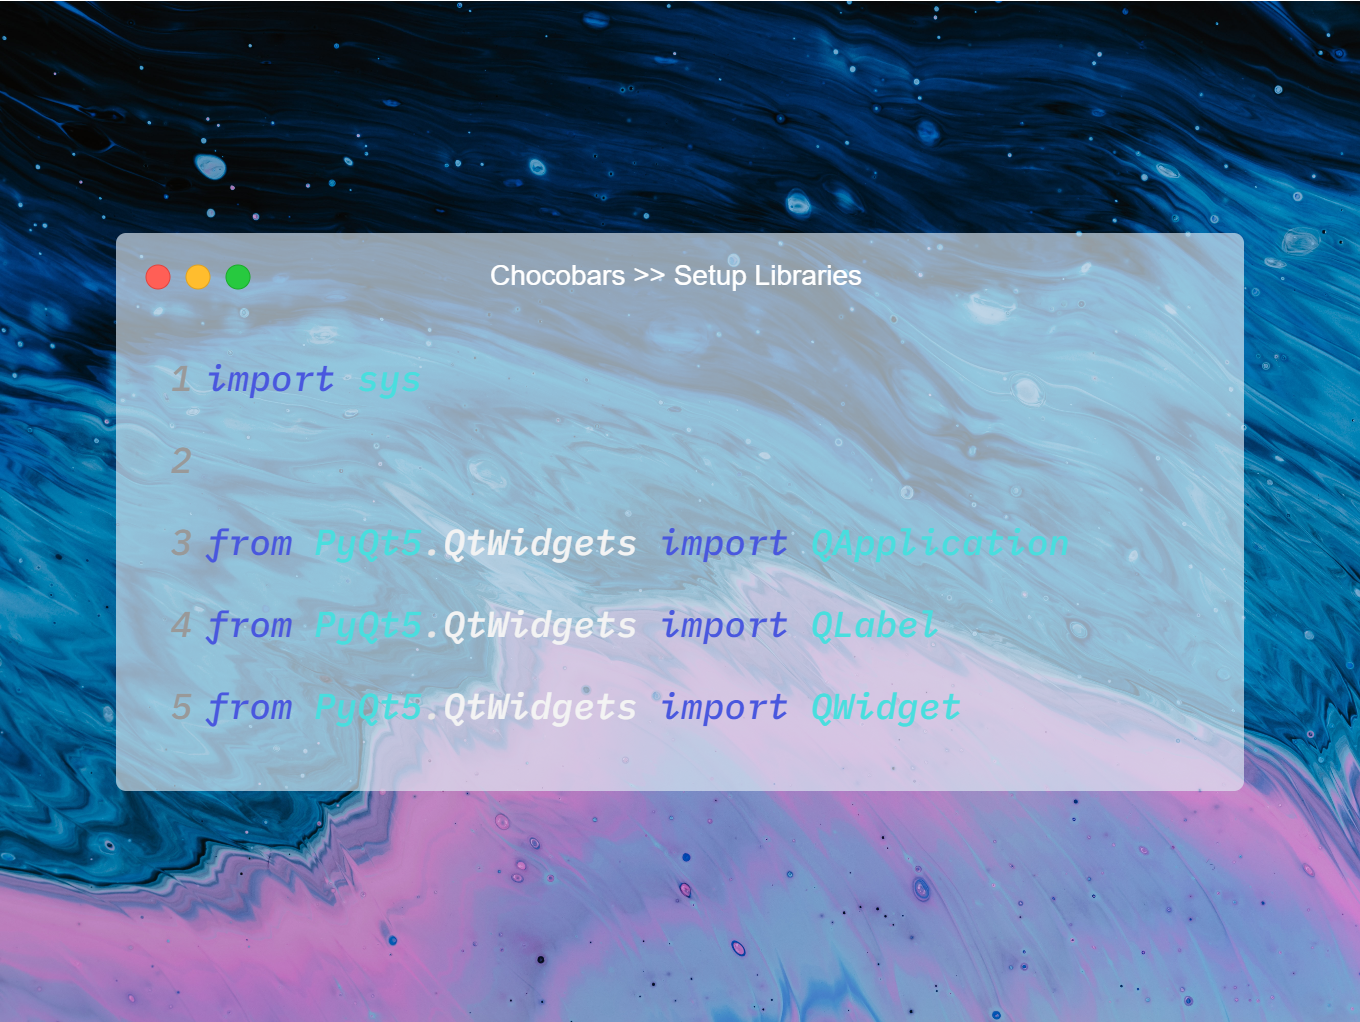 Chocobars >> Setup Libraries
1 import sys
2
3 from PyQt5.QtWidgets import QApplication
4 from PyQt5.QtWidgets import QLabel
5 from PyQt5.QtWidgets import QWidget